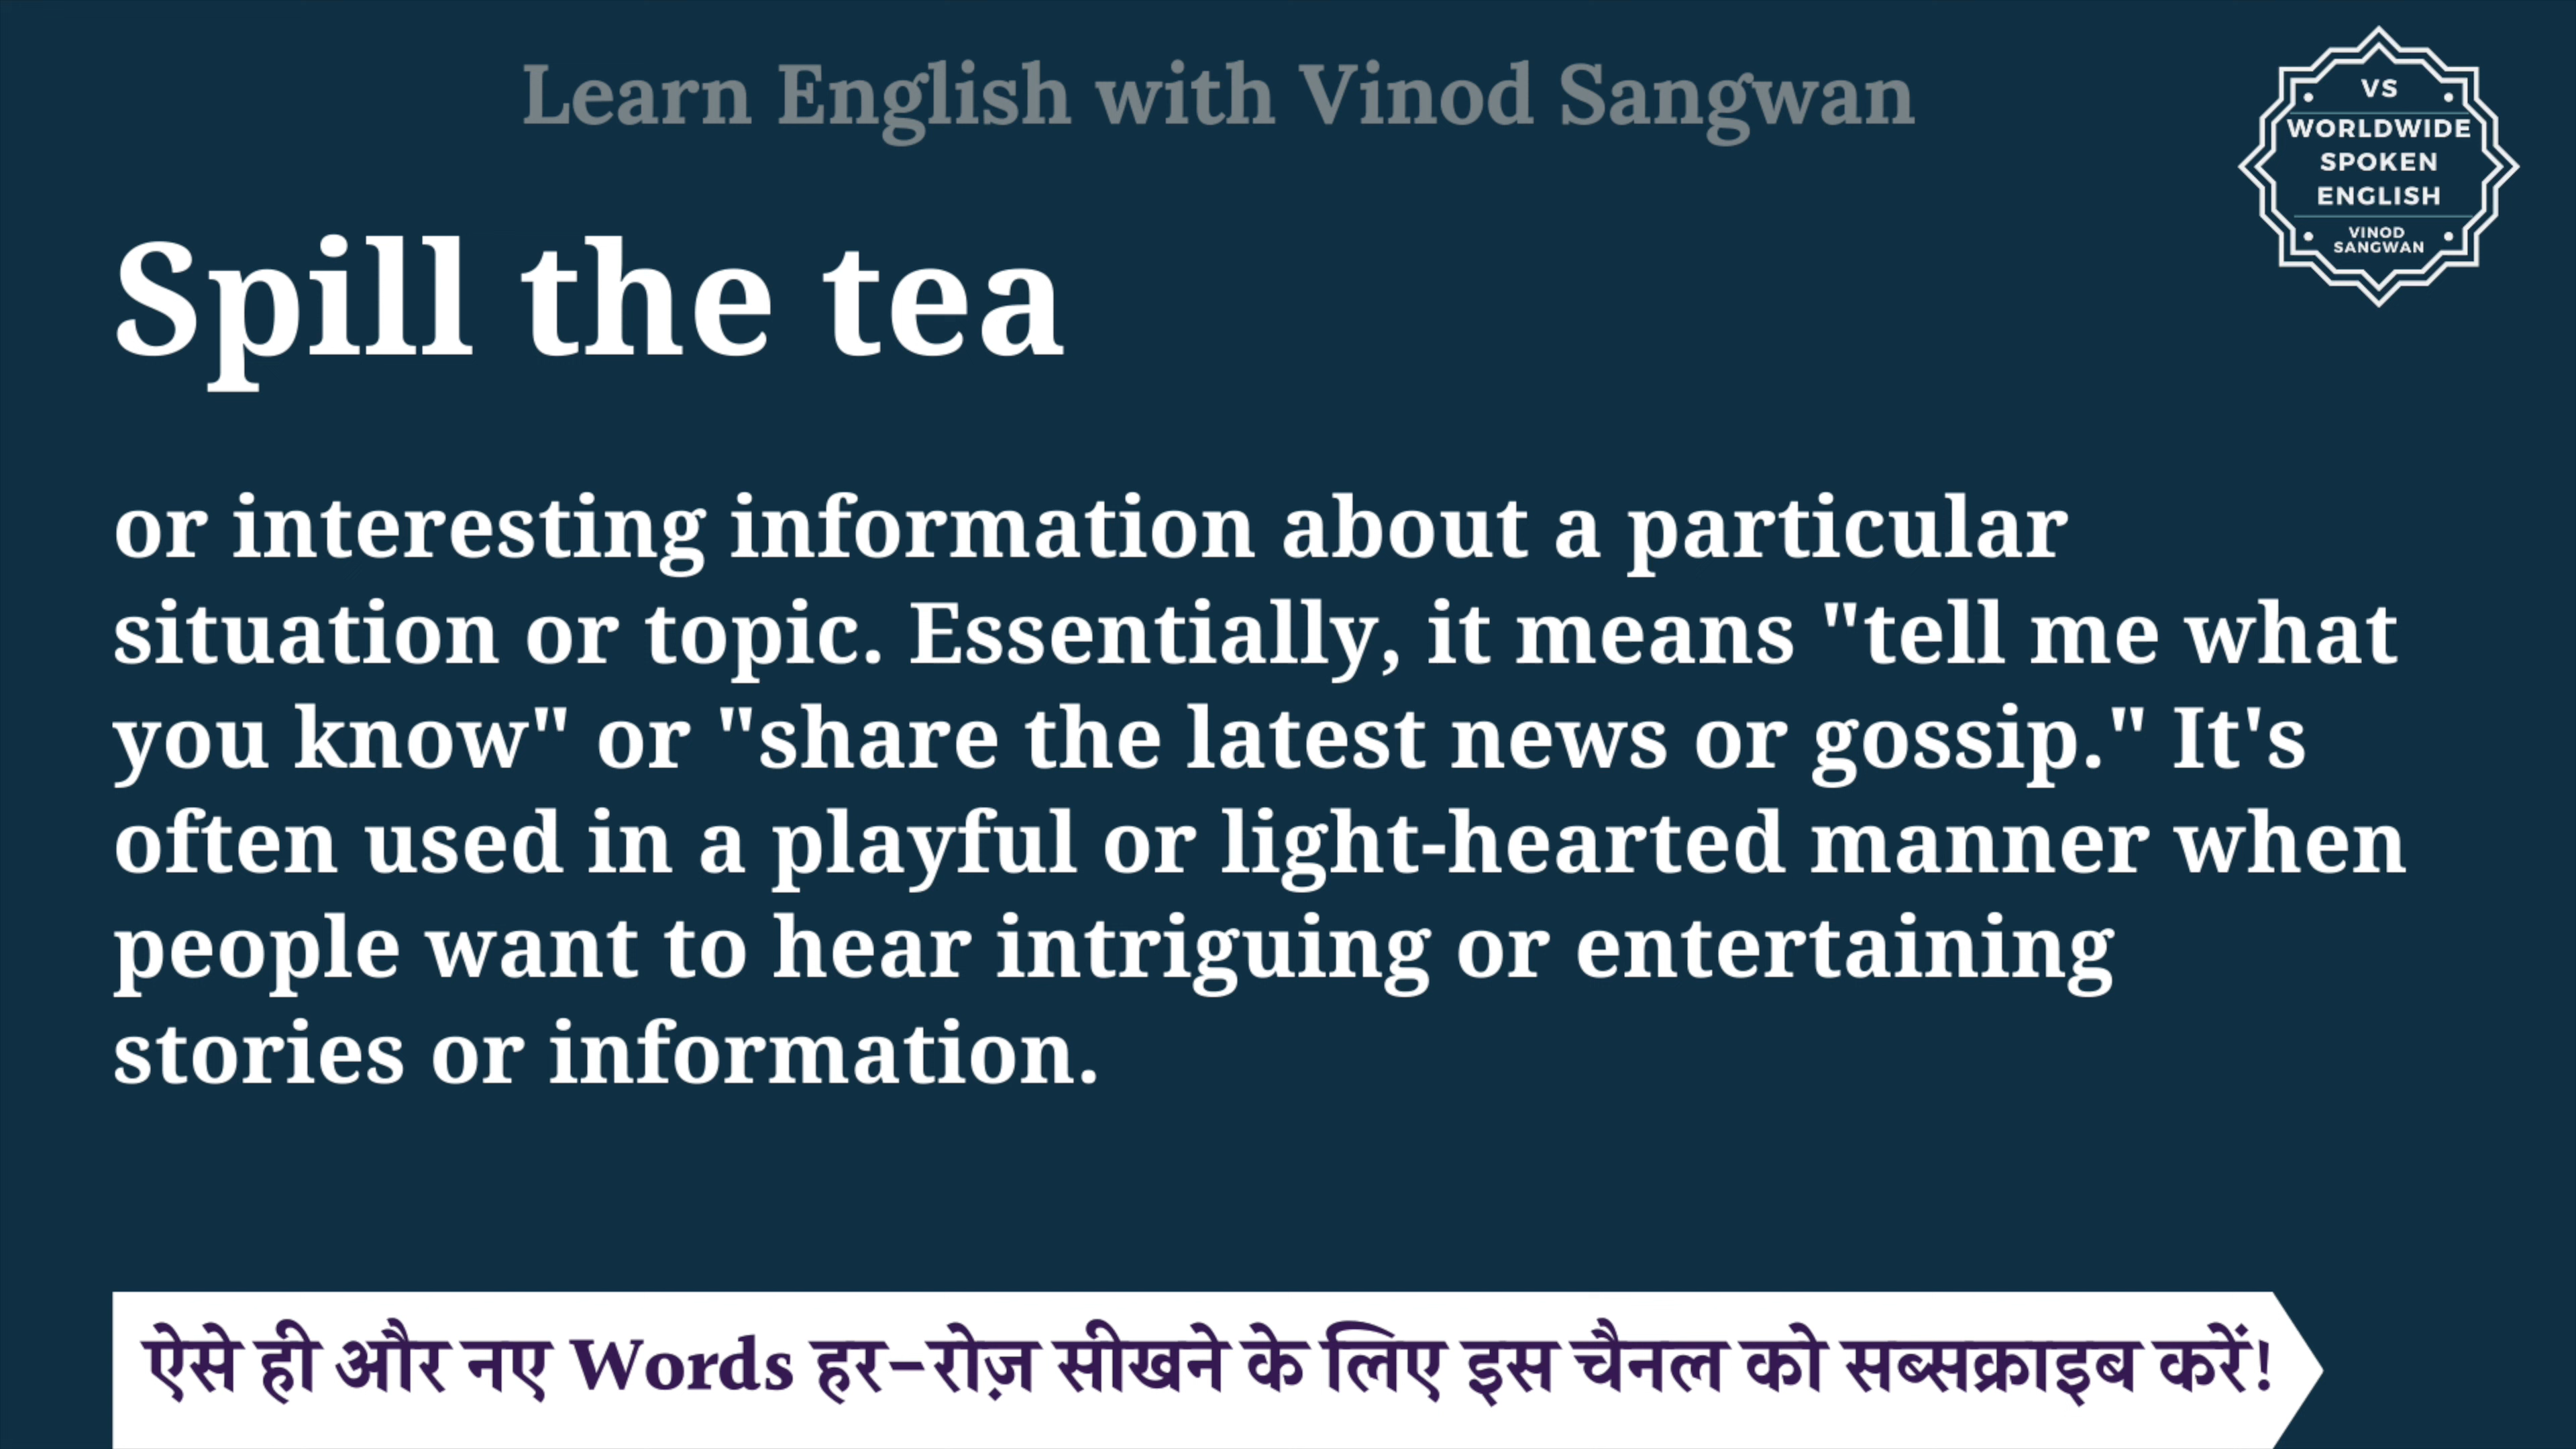 Learn English with Vinod Sangwan
VS
WORLDWIDE
SPOKEN
ENGLISH
VINOD
SANGWAN
Spill the tea
or interesting information about a particular
situation or topic. Essentially, it means "tell me what
you know" or "share the latest news or gossip." It's
often used in a playful or light-hearted manner when
people want to hear intriguing or entertaining
stories or information.
ऐसे ही और नए Words हर-रोज़ सीखने के लिए इस चैनल को सब्सक्राइब करें!